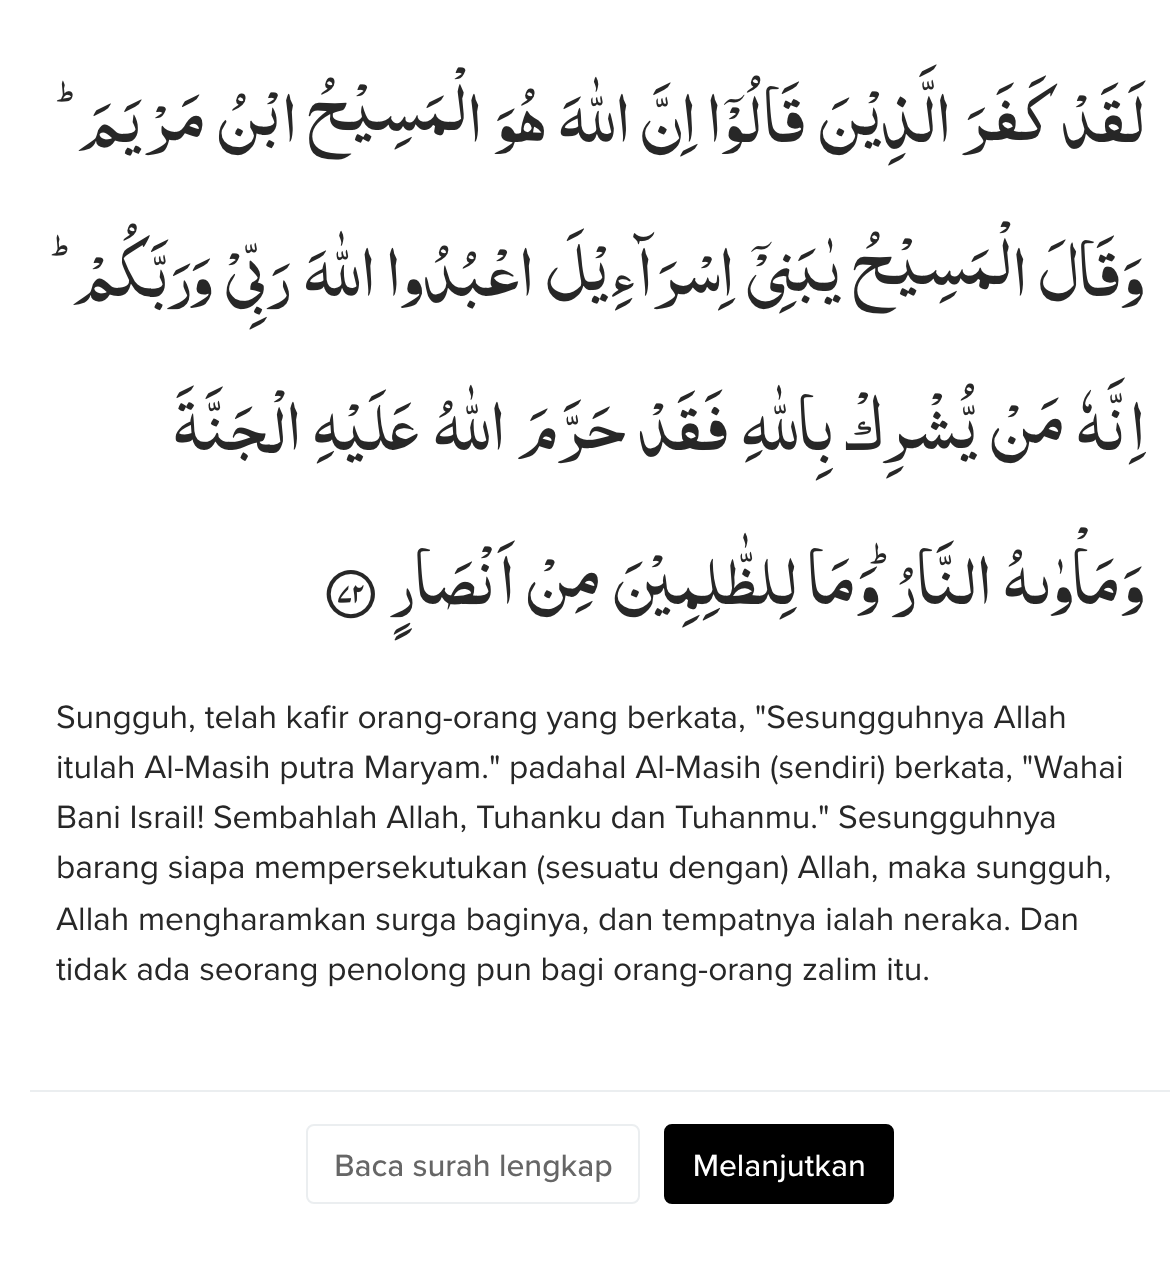 لَقَدْ كَفَرَ الَّذِيْنَ قَالُوْٓا اِنَّ اللّٰهَ هُوَ الْمَسِيْحُ ابْنُ مَرْيَمَ ۗ
وَقَالَ الْمَسِيْحُ يٰبَنِيْٓ اِسْرَاۤءِيْلَ اعْبُدُوا اللّٰهَ رَبِّيْ وَرَبَّكُمْ ۗ
اِنَّهٗ مَنْ يُّشْرِكْ بِاللّٰهِ فَقَدْ حَرَّمَ اللّٰهُ عَلَيْهِ الْجَنَّةَ
وَمَأْوٰىهُ النَّارُ ۗوَمَا لِلظّٰلِمِيْنَ مِنْ اَنْصَارٍ ٧٢
Sungguh, telah kafir orang-orang yang berkata, "Sesungguhnya Allah
itulah Al-Masih putra Maryam." padahal Al-Masih (sendiri) berkata, "Wahai
Bani Israil! Sembahlah Allah, Tuhanku dan Tuhanmu." Sesungguhnya
barang siapa mempersekutukan (sesuatu dengan) Allah, maka sungguh,
Allah mengharamkan surga baginya, dan tempatnya ialah neraka. Dan
tidak ada seorang penolong pun bagi orang-orang zalim itu.
Baca surah lengkap
Melanjutkan